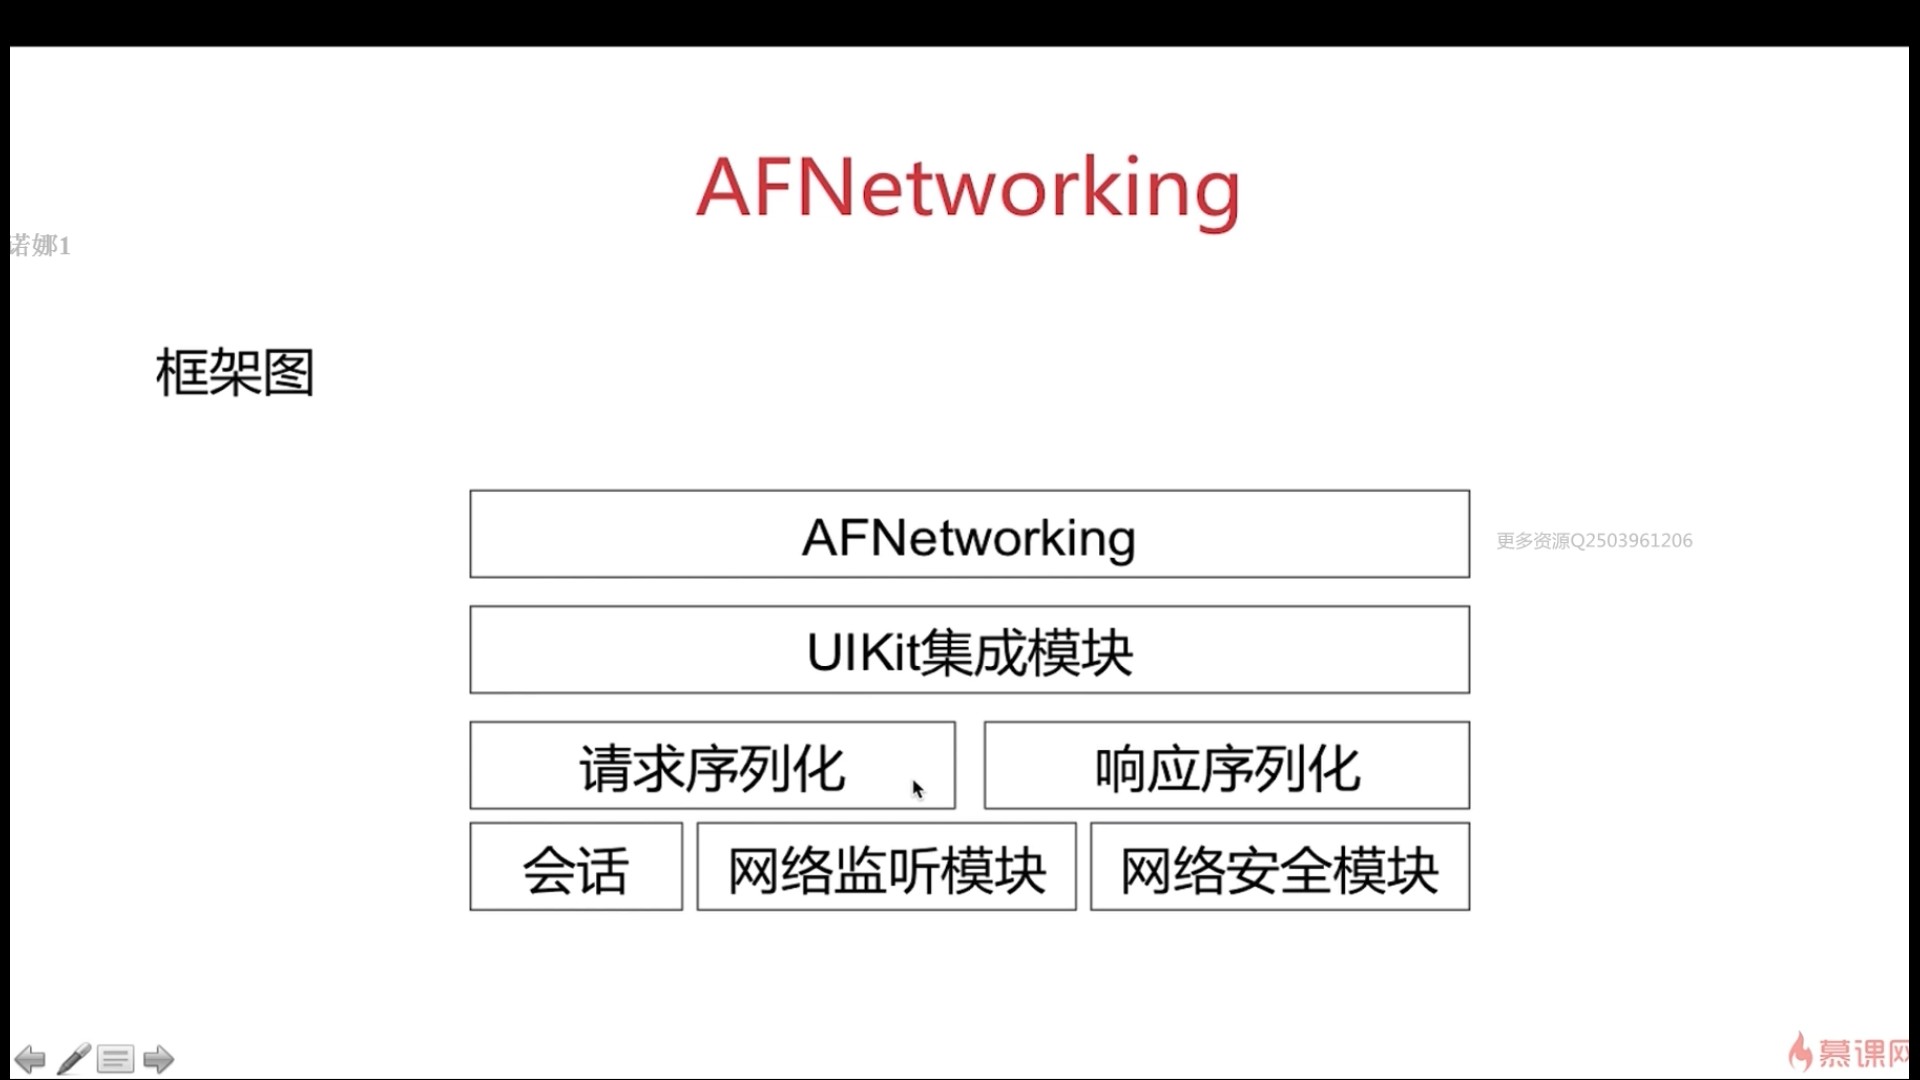 AFNetworking
诺娜1
框架图
AFNetworking
更多资源Q2503961206
UIKit集成模块
请求序列化 响应序列化
会话 网络监听模块 网络安全模块
慕课网